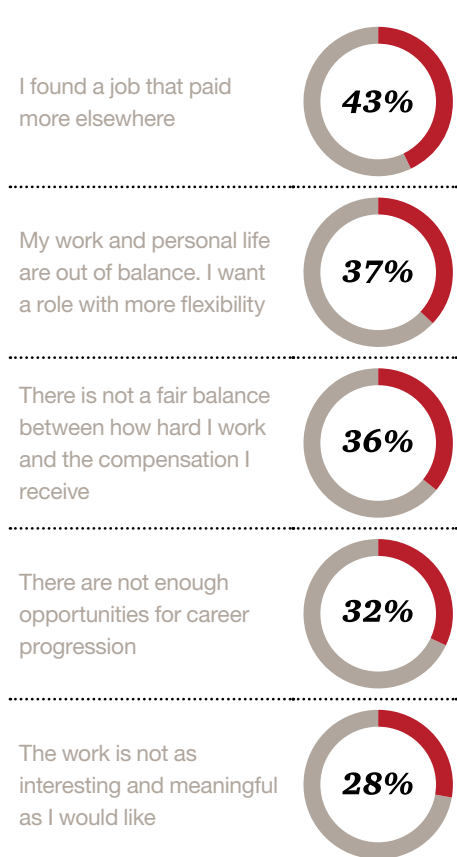 I found a job that paid
more elsewhere
43%
My work and personal life
are out of balance. I want
a role with more flexibility
37%
There is not a fair balance
between how hard I work
and the compensation I
receive
36%
There are not enough
opportunities for career
progression
32%
The work is not as
interesting and meaningful
as I would like
28%